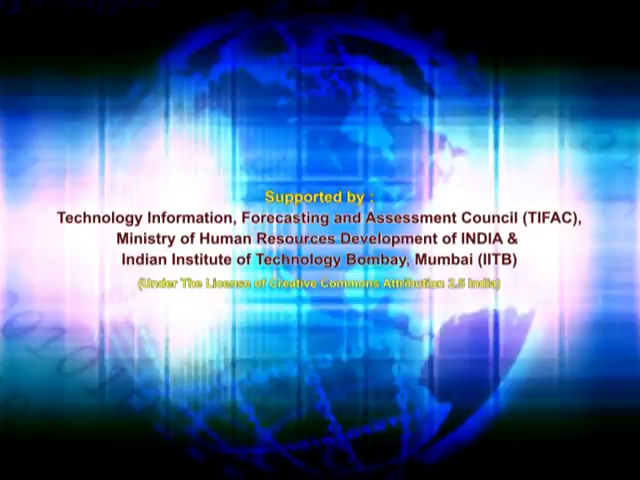 Supported by :
Technology Information, Forecasting and Assessment Council (TIFAC),
Ministry of Human Resources Development of INDIA &
Indian Institute of Technology Bombay, Mumbai (IITB)
(Under The License of Creative Commons Attribution 2.5 India)